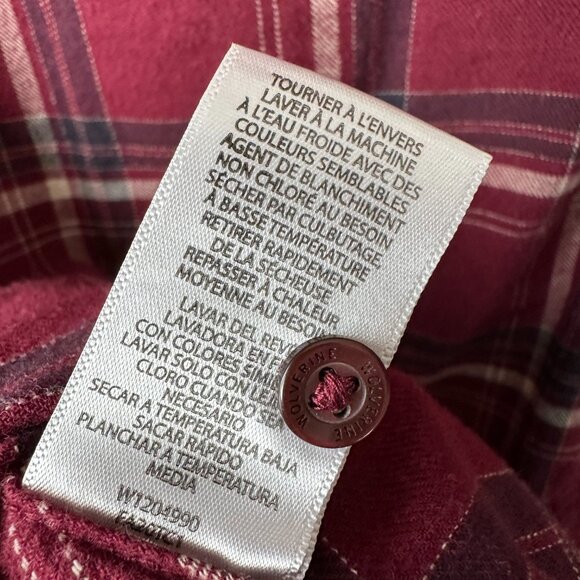 TOURNER À L'ENVERS
LAVER À LA MACHINE
À L'EAU FROIDE AVEC DES
COULEURS SEMBLABLES
AGENT DE BLANCHIMENT
NON CHLORÉ AU BESOIN
SÉCHER PAR CULBUTAGE,
À BASSE TEMPÉRATURE
RETIRER RAPIDEMENT
DE LA SÉCHEUSE
REPASSER À CHALEUR
MOYENNE AU BESOIN
LAVAR DEL
LAVADORA EN
CON COLORES
LAVAR SOLO CON
CLORO CUANDO
NECESARIO
SECAR A TEMPERATURA BAJA
SACAR RÁPIDO
PLANCHAR A TEMPERATURA
MEDIA
W1204990
WOLVERINE WOLVERINE